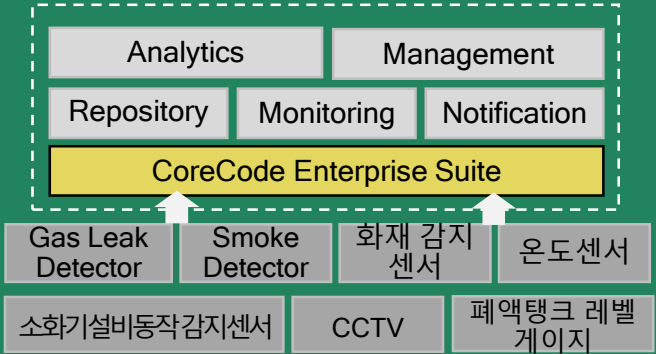 Analytics
Management
Repository
Monitoring
Notification
CoreCode Enterprise Suite
Gas Leak
Detector
Smoke
Detector
화재 감지
센서
온도센서
소화기설비동작감지센서
CCTV
폐액탱크 레벨
게이지